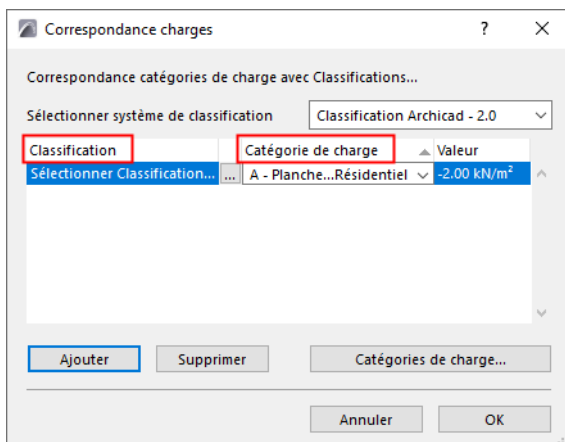 Correspondance charges ?
Correspondance catégories de charge avec Classifications...
Sélectionner système de classification Classification Archicad - 2.0
Classification Catégorie de charge Valeur
Sélectionner Classification... ... A - Planche...Résidentiel -2.00 kN/m²
Ajouter Supprimer Catégories de charge...
Annuler OK